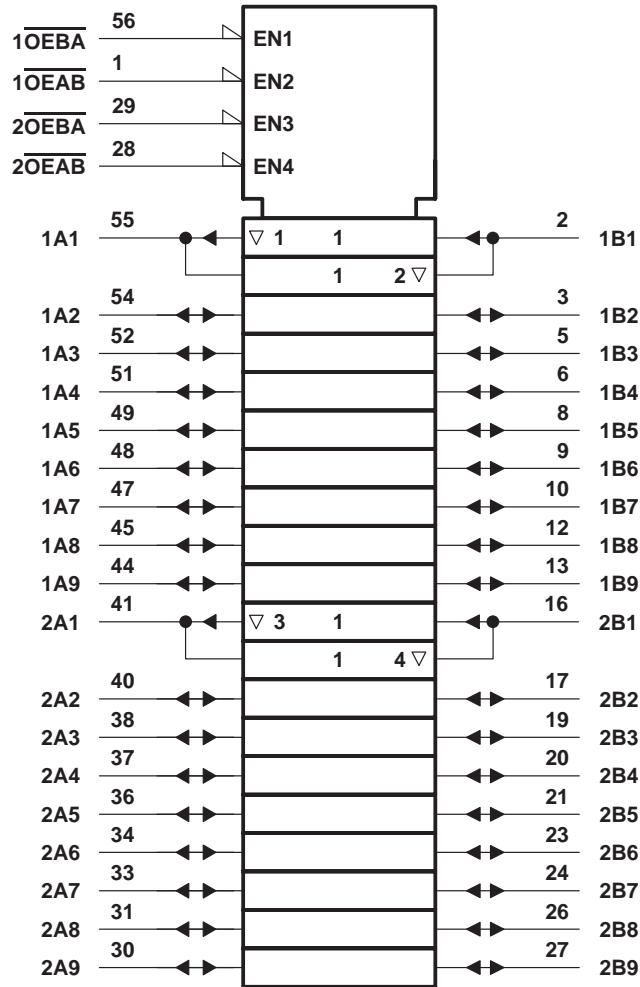 1OEBA 56 EN1
1OEAB 1 EN2
2OEBA 29 EN3
2OEAB 28 EN4
1A1 55 ▽ 1 1 2 1B1
1 2 ▽
1A2 54 3 1B2
1A3 52 5 1B3
1A4 51 6 1B4
1A5 49 8 1B5
1A6 48 9 1B6
1A7 47 10 1B7
1A8 45 12 1B8
1A9 44 13 1B9
2A1 41 ▽ 3 1 16 2B1
1 4 ▽
2A2 40 17 2B2
2A3 38 19 2B3
2A4 37 20 2B4
2A5 36 21 2B5
2A6 34 23 2B6
2A7 33 24 2B7
2A8 31 26 2B8
2A9 30 27 2B9